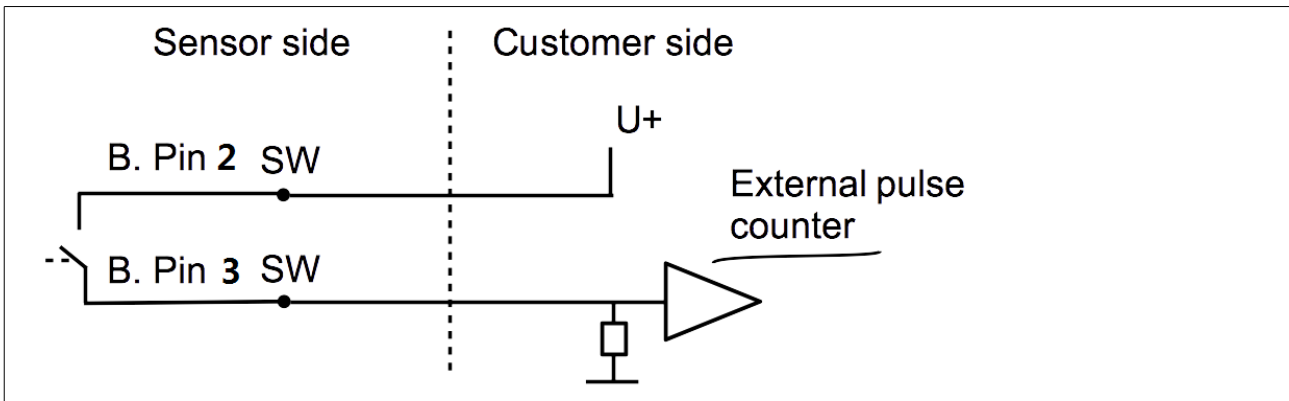 Sensor side
Customer side
U+
B. Pin 2 SW
External pulse
counter
B. Pin 3 SW